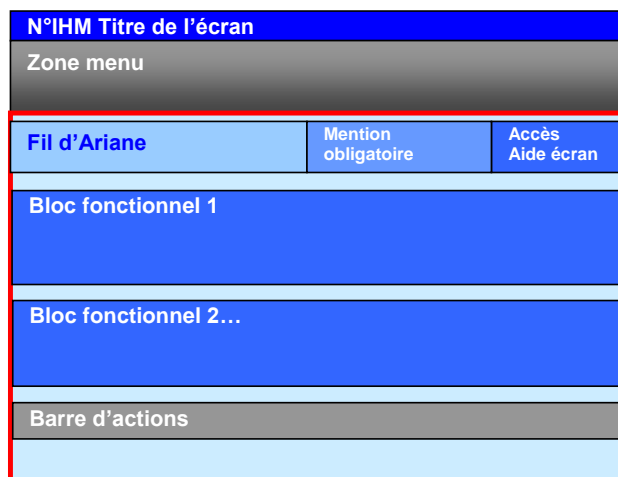 N°IHM Titre de l’écran
Zone menu
Fil d’Ariane
Mention
obligatoire
Accès
Aide écran
Bloc fonctionnel 1
Bloc fonctionnel 2…
Barre d’actions